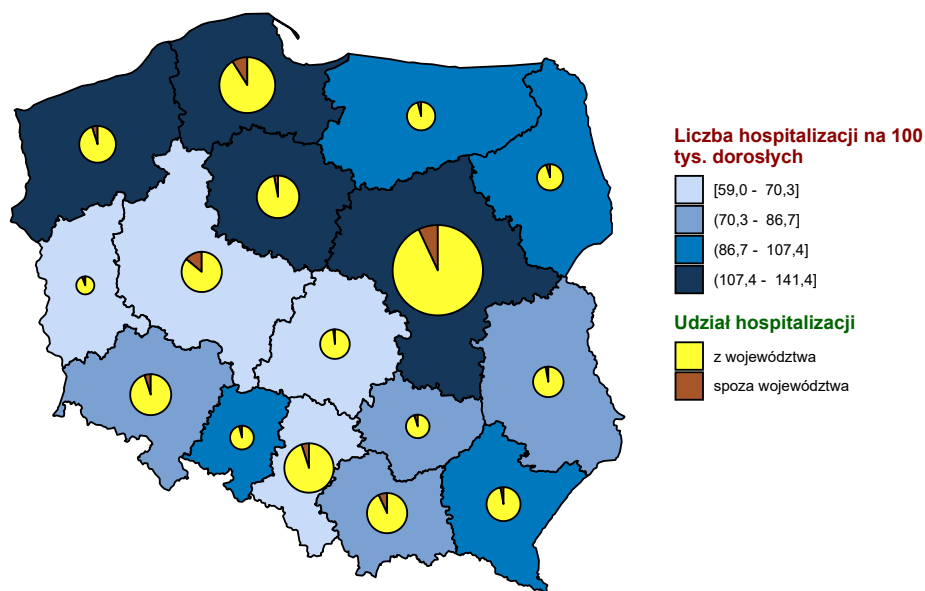 Liczba hospitalizacji na 100
tys. dorosłych
[59,0 - 70,3]
(70,3 - 86,7]
(86,7 - 107,4]
(107,4 - 141,4]
Udział hospitalizacji
z województwa
spoza województwa